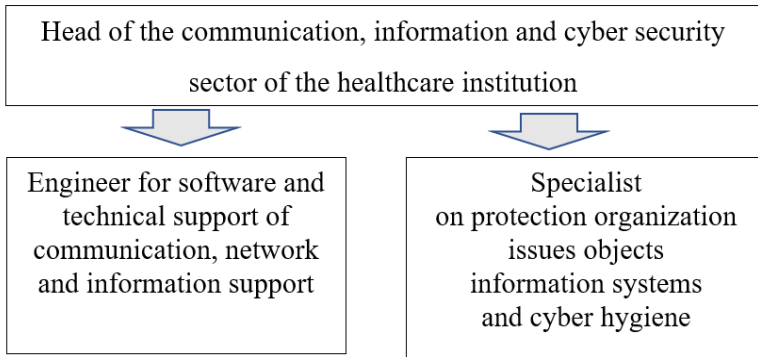 Head of the communication, information and cyber security
sector of the healthcare institution
Engineer for software and
technical support of
communication, network
and information support
Specialist
on protection organization
issues objects
information systems
and cyber hygiene